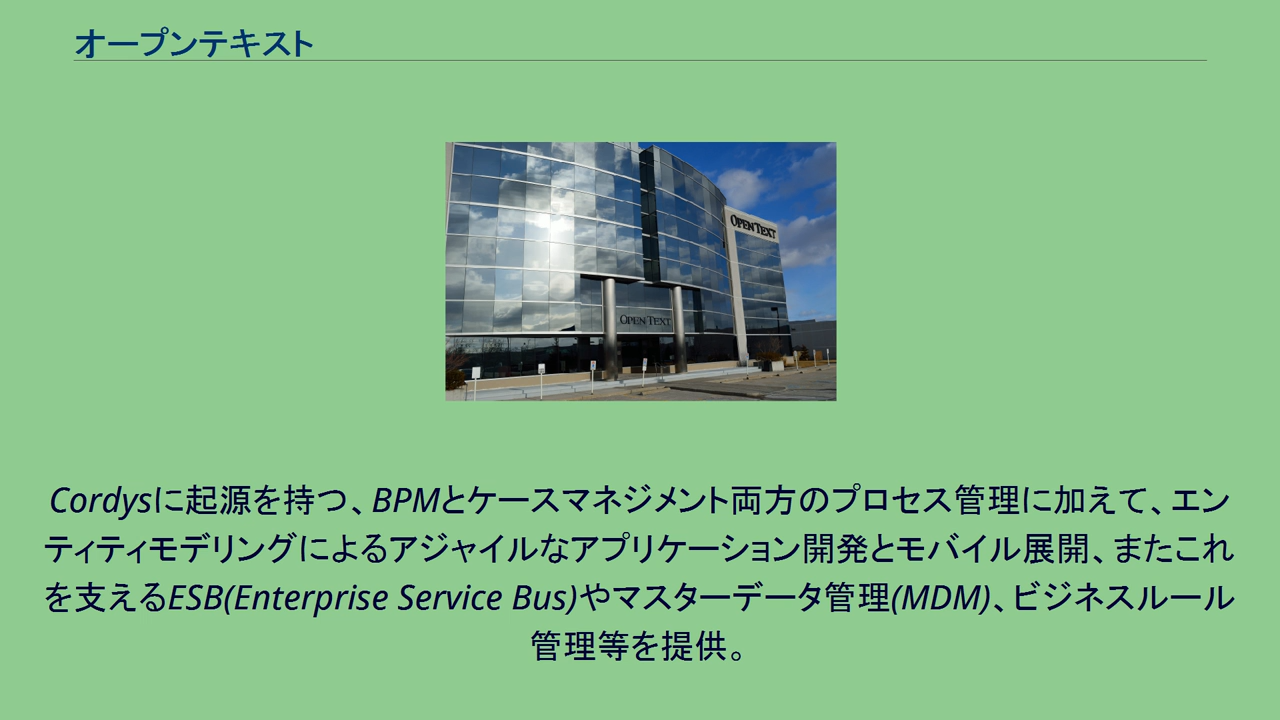 オープンテキスト
OPEN TEXT
OPEN TEXT
Cordysに起源を持つ、BPMとケースマネジメント両方のプロセス管理に加えて、エン
ティティモデリングによるアジャイルなアプリケーション開発とモバイル展開、またこれ
を支えるESB(Enterprise Service Bus)やマスターデータ管理(MDM)、ビジネスルール
管理等を提供。